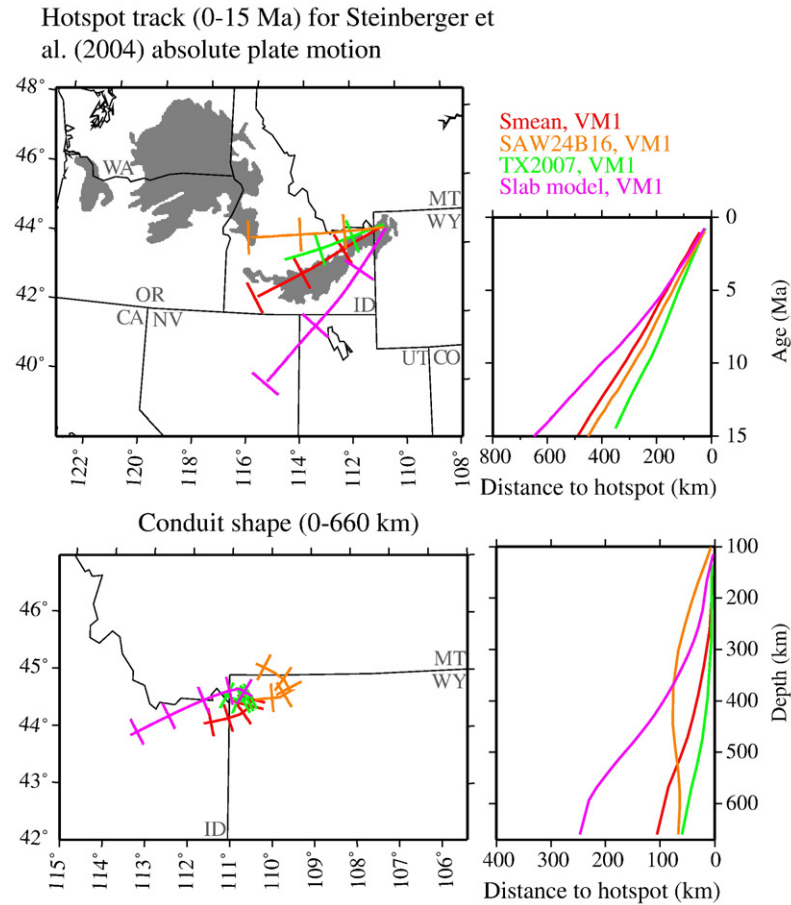 Hotspot track (0-15 Ma) for Steinberger et
al. (2004) absolute plate motion
48°
46°
44°
42°
40°
122°
120°
118°
116°
114°
112°
110°
108°
WA
OR
CA
NV
ID
MT
WY
UT
CO
Smean, VM1
SAW24B16, VM1
TX2007, VM1
Slab model, VM1
0
5
10
15
Age (Ma)
800
600
400
200
0
Distance to hotspot (km)
Conduit shape (0-660 km)
46°
45°
44°
43°
42°
115°
114°
113°
112°
111°
110°
109°
108°
107°
106°
MT
WY
ID
100
200
300
400
500
600
Depth (km)
400
300
200
100
0
Distance to hotspot (km)